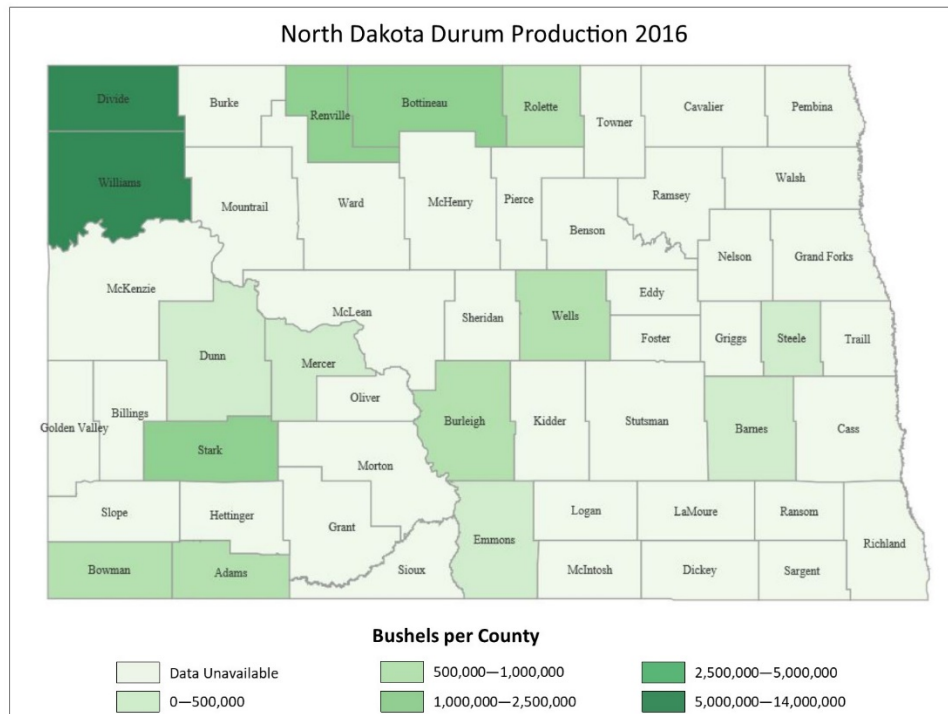 North Dakota Durum Production 2016
Divide
Burke
Renville
Bottineau
Rolette
Towner
Cavalier
Pembina
Williams
Mountrail
Ward
McHenry
Pierce
Benson
Ramsey
Walsh
Nelson
Grand Forks
McKenzie
McLean
Sheridan
Wells
Eddy
Foster
Griggs
Steele
Traill
Dunn
Mercer
Oliver
Golden Valley
Billings
Stark
Morton
Burleigh
Kidder
Stutsman
Barnes
Cass
Slope
Hettinger
Grant
Sioux
Emmons
Logan
LaMoure
Ransom
Richland
Bowman
Adams
McIntosh
Dickey
Sargent
Bushels per County
Data Unavailable
0—500,000
500,000—1,000,000
1,000,000—2,500,000
2,500,000—5,000,000
5,000,000—14,000,000